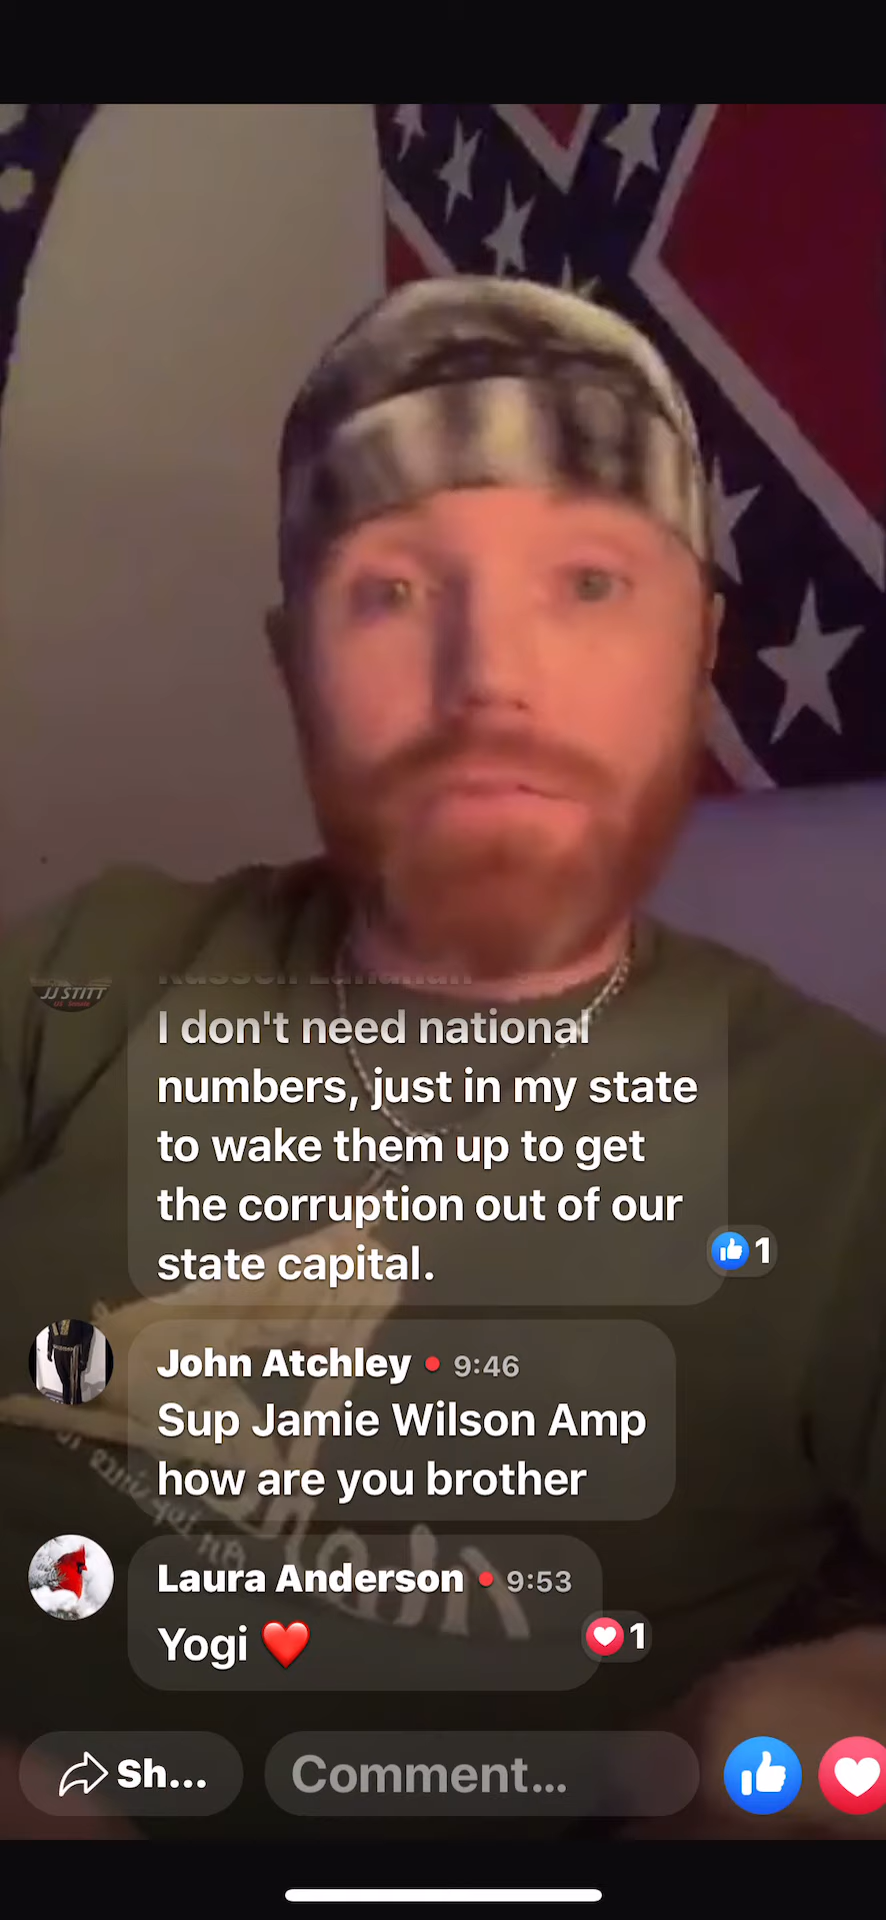 JJ STITT
I don't need national
numbers, just in my state
to wake them up to get
the corruption out of our
state capital.
1
John Atchley • 9:46
Sup Jamie Wilson Amp
how are you brother
Laura Anderson • 9:53
Yogi ❤️
1
Sh...
Comment...